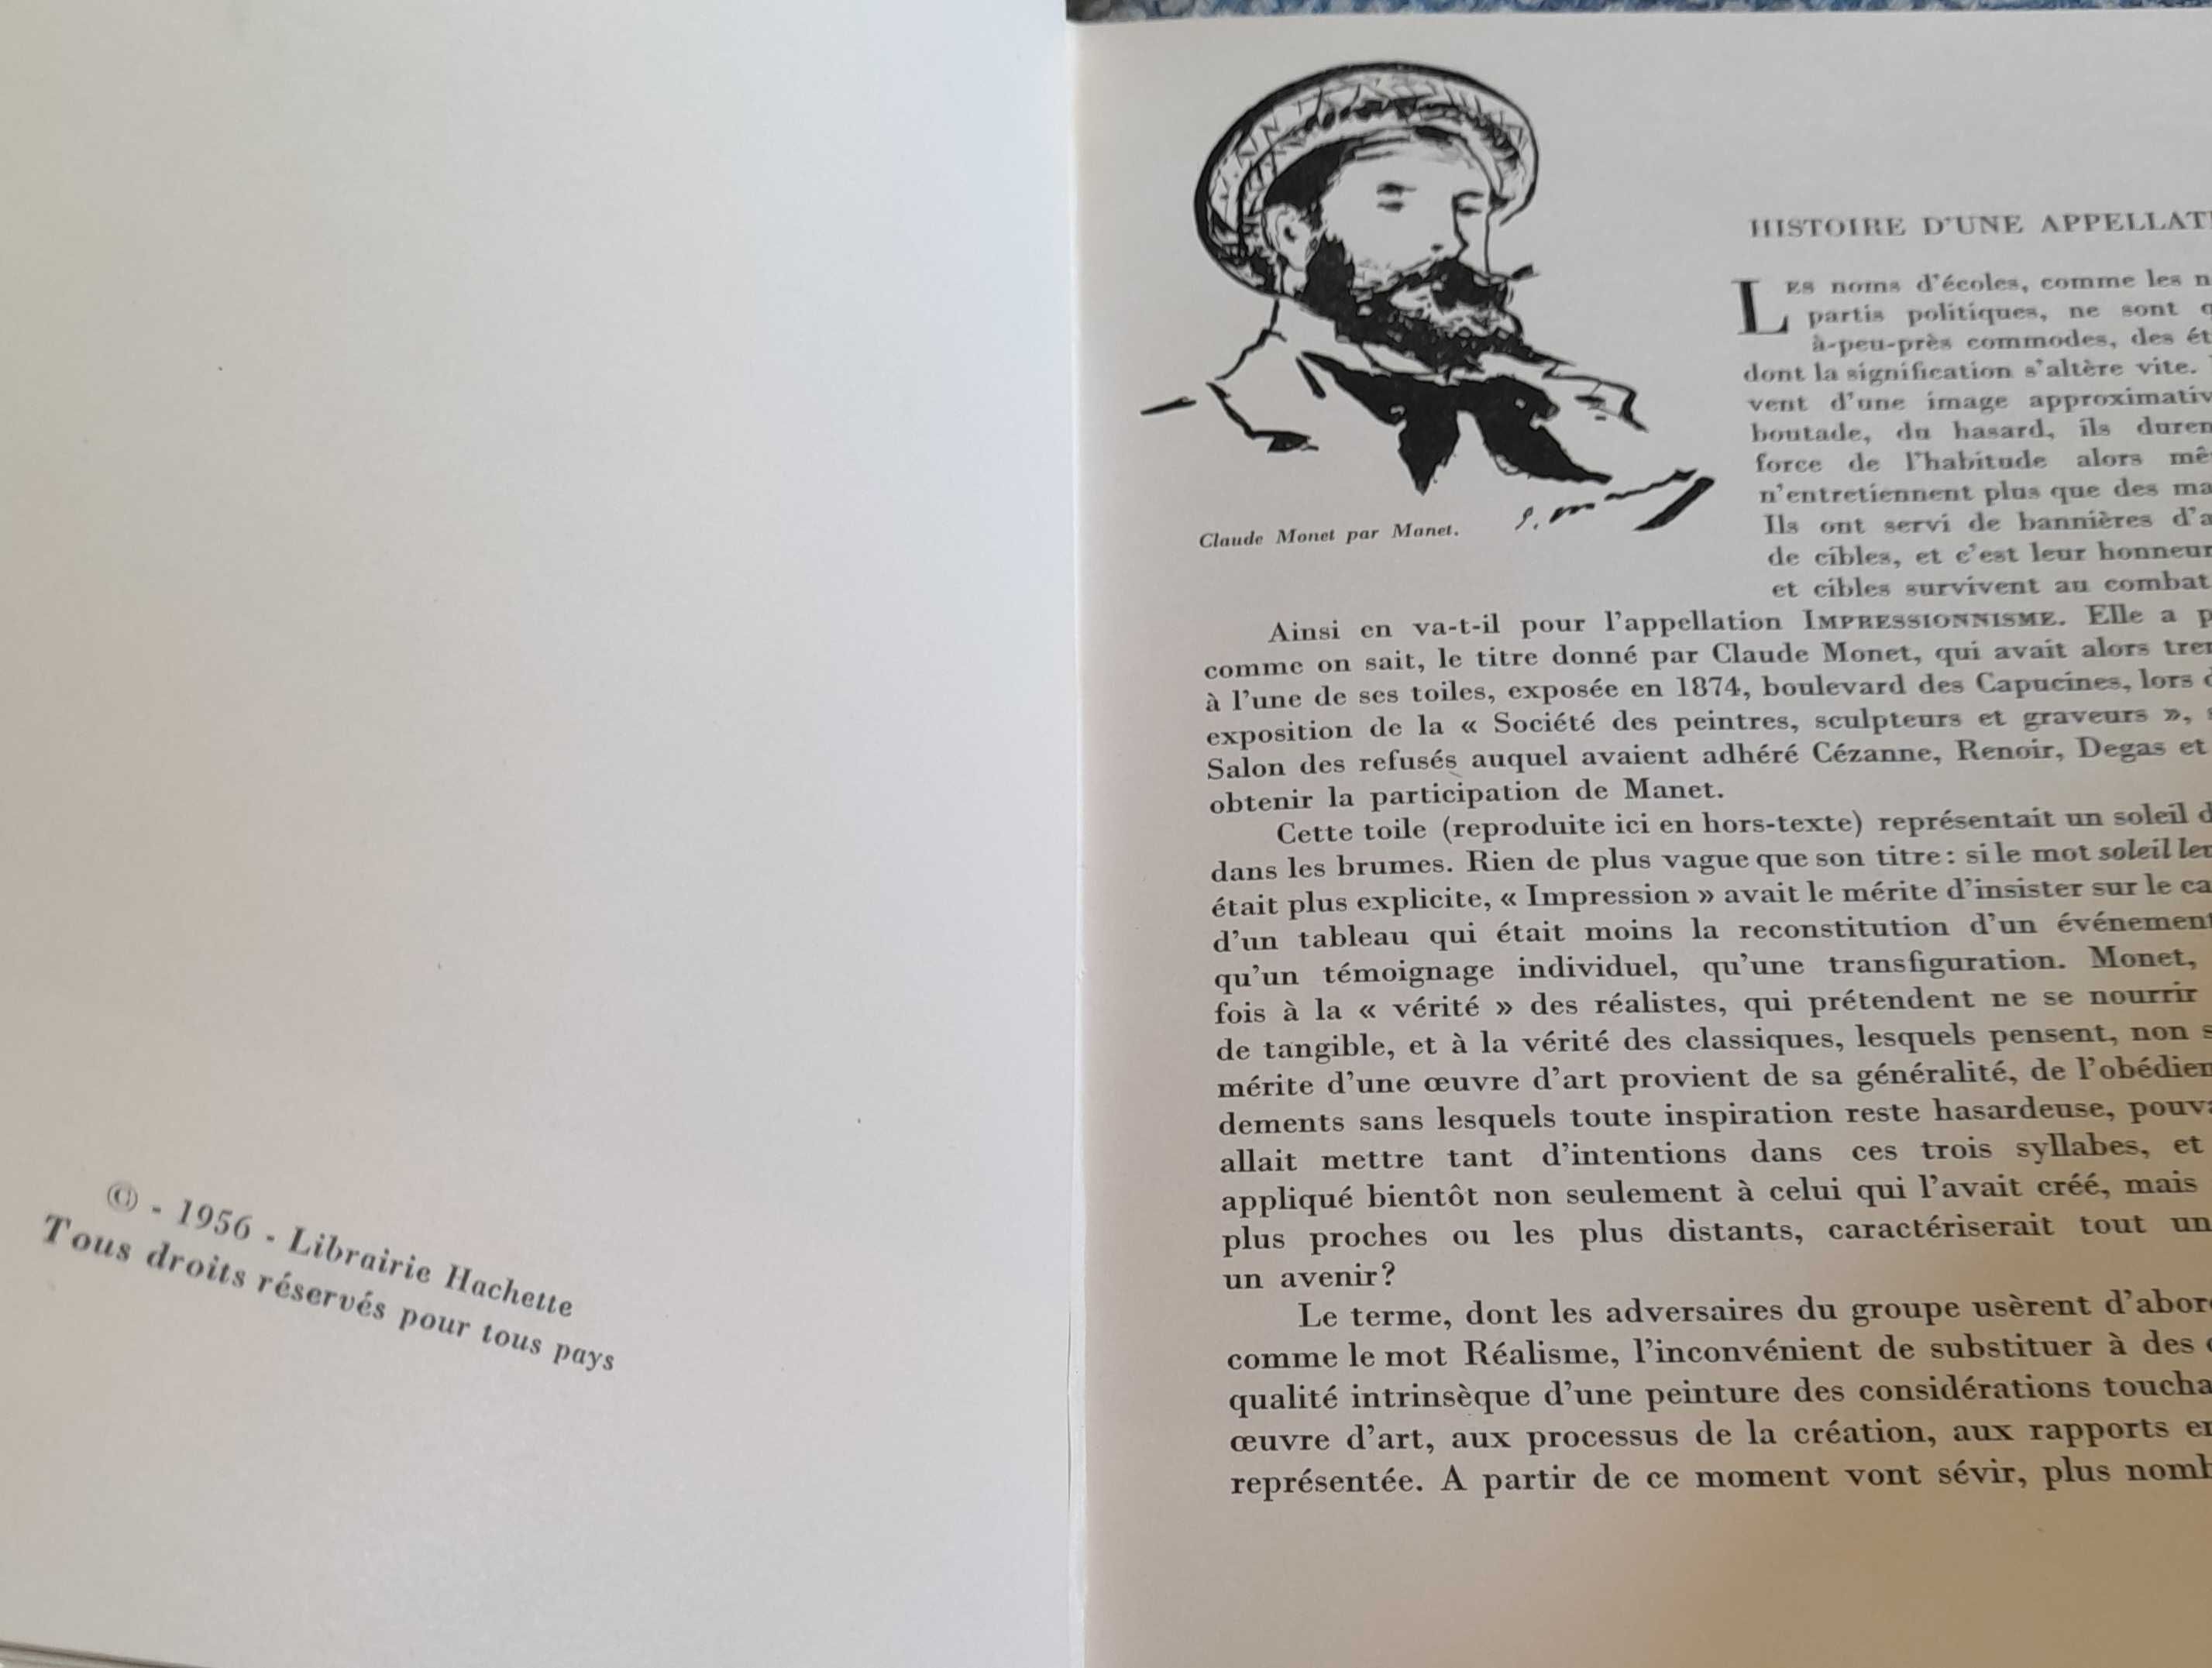 © - 1956 - Librairie Hachette
Tous droits réservés pour tous pays
Claude Monet par Manet.
HISTOIRE D'UNE APPELLATI
LES noms d'écoles, comme les n
partis politiques, ne sont q
à-peu-près commodes, des ét
dont la signification s'altère vite.
vent d'une image approximativ
boutade, du hasard, ils duren
force de l'habitude alors mê
n'entretiennent plus que des ma
Ils ont servi de bannières d'a
de cibles, et c'est leur honneur
et cibles survivent au combat
Ainsi en va-t-il pour l'appellation IMPRESSIONNISME. Elle a p
comme on sait, le titre donné par Claude Monet, qui avait alors tren
à l'une de ses toiles, exposée en 1874, boulevard des Capucines, lors d
exposition de la « Société des peintres, sculpteurs et graveurs », s
Salon des refusés auquel avaient adhéré Cézanne, Renoir, Degas et
obtenir la participation de Manet.
Cette toile (reproduite ici en hors-texte) représentait un soleil d
dans les brumes. Rien de plus vague que son titre: si le mot soleil lev
était plus explicite, « Impression » avait le mérite d'insister sur le ca
d'un tableau qui était moins la reconstitution d'un événement
qu'un témoignage individuel, qu'une transfiguration. Monet,
fois à la « vérité » des réalistes, qui prétendent ne se nourrir
de tangible, et à la vérité des classiques, lesquels pensent, non s
mérite d'une œuvre d'art provient de sa généralité, de l'obédien
dements sans lesquels toute inspiration reste hasardeuse, pouva
allait mettre tant d'intentions dans ces trois syllabes, et
appliqué bientôt non seulement à celui qui l'avait créé, mais
plus proches ou les plus distants, caractériserait tout un
un avenir?
Le terme, dont les adversaires du groupe usèrent d'abor
comme le mot Réalisme, l'inconvénient de substituer à des
qualité intrinsèque d'une peinture des considérations toucha
œuvre d'art, aux processus de la création, aux rapports en
représentée. A partir de ce moment vont sévir, plus nomb